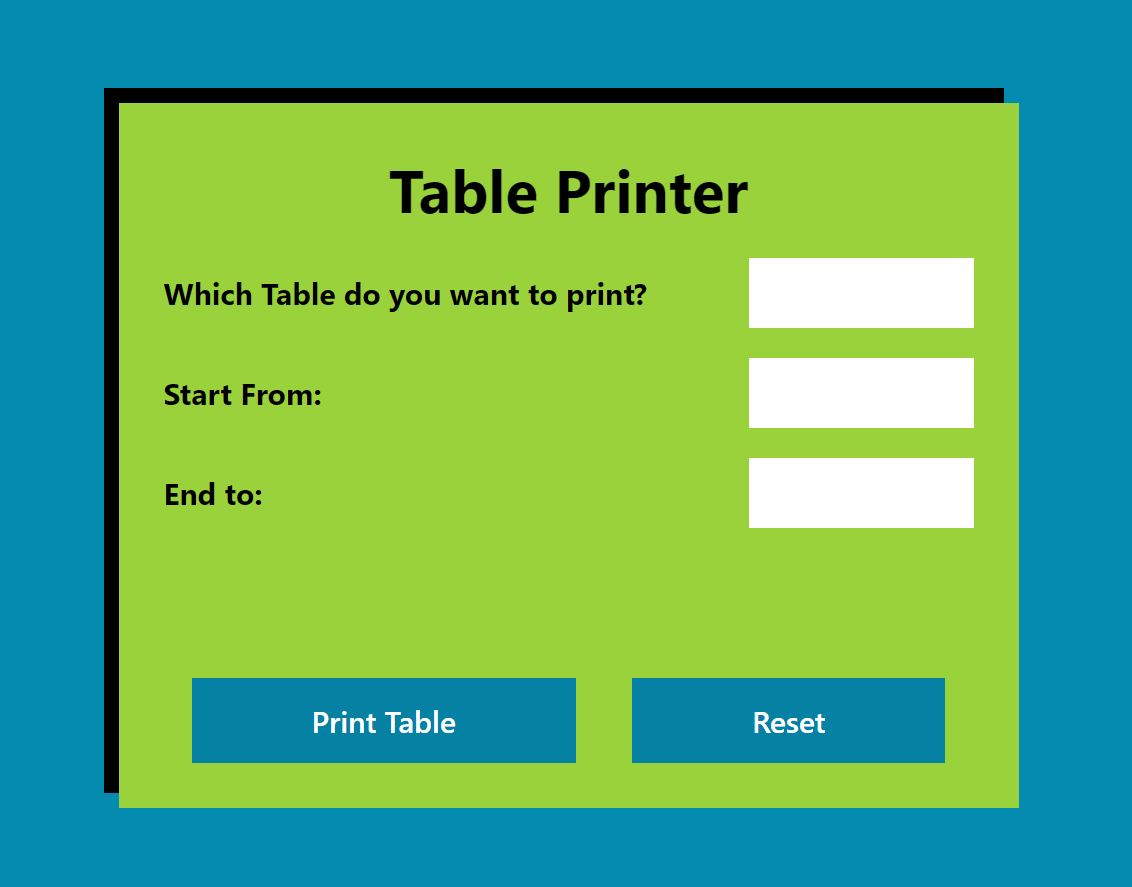 Table Printer
Which Table do you want to print?
Start From:
End to:
Print Table
Reset